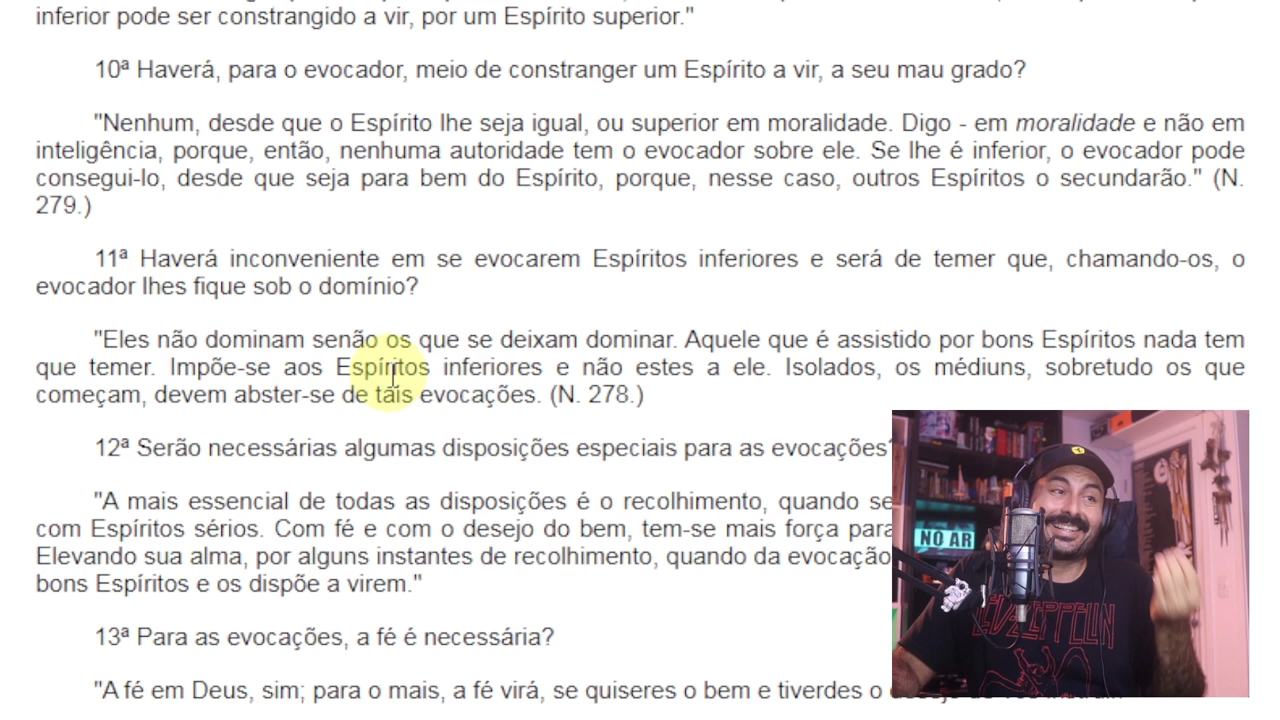 inferior pode ser constrangido a vir, por um Espírito superior."
10ª Haverá, para o evocador, meio de constranger um Espírito a vir, a seu mau grado?
"Nenhum, desde que o Espírito lhe seja igual, ou superior em moralidade. Digo - em moralidade e não em
inteligência, porque, então, nenhuma autoridade tem o evocador sobre ele. Se lhe é inferior, o evocador pode
consegui-lo, desde que seja para bem do Espírito, porque, nesse caso, outros Espíritos o secundarão." (N.
279.)
11ª Haverá inconveniente em se evocarem Espíritos inferiores e será de temer que, chamando-os, o
evocador lhes fique sob o domínio?
"Eles não dominam senão os que se deixam dominar. Aquele que é assistido por bons Espíritos nada tem
que temer. Impõe-se aos Espíritos inferiores e não estes a ele. Isolados, os médiuns, sobretudo os que
começam, devem abster-se de tais evocações. (N. 278.)
12ª Serão necessárias algumas disposições especiais para as evocações?
"A mais essencial de todas as disposições é o recolhimento, quando se
com Espíritos sérios. Com fé e com o desejo do bem, tem-se mais força para
Elevando sua alma, por alguns instantes de recolhimento, quando da evocação
bons Espíritos e os dispõe a virem."
NO AR
LED ZEPPELIN
13ª Para as evocações, a fé é necessária?
"A fé em Deus, sim; para o mais, a fé virá, se quiseres o bem e tiverdes o